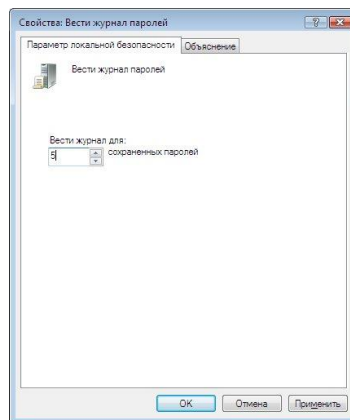 Свойства: Вести журнал паролей
Параметр локальной безопасности Объяснение
Вести журнал паролей
Вести журнал для:
5 сохраненных паролей
OK Отмена Применить